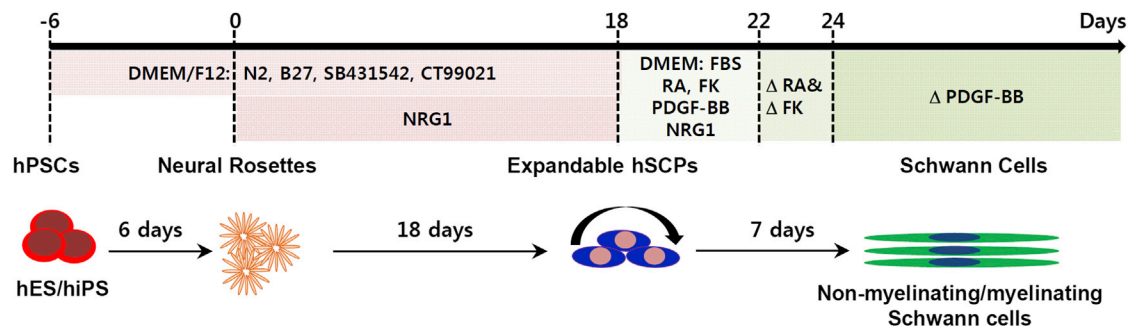 -6 0 18 22 24 Days
DMEM/F12: N2, B27, SB431542, CT99021
NRG1
DMEM: FBS
RA, FK
PDGF-BB
NRG1
Δ RA&
Δ FK
Δ PDGF-BB
hPSCs Neural Rosettes Expandable hSCPs Schwann Cells
6 days 18 days 7 days
hES/hiPS
Non-myelinating/myelinating
Schwann cells